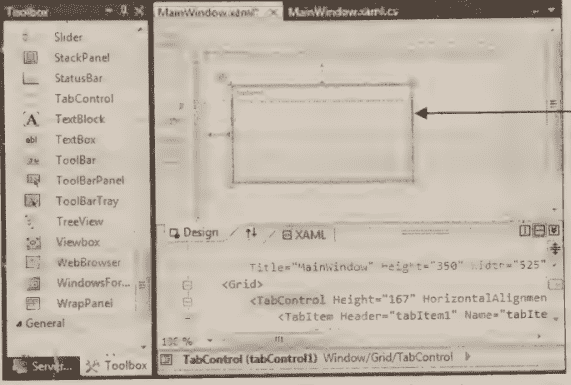 Toolbox
MainWindow.xaml*
MainWindow.xaml.cs
Slider
StackPanel
StatusBar
TabControl
A TextBlock
abl TextBox
ToolBar
ToolBarPanel
ToolBarTray
TreeView
Viewbox
WebBrowser
WindowsFor...
WrapPanel
General
Server... Toolbox
Design
XAML
Title="MainWindow" Height="350" Width="525"
<Grid>
<TabControl Height="167" HorizontalAlignmen
<TabItem Header="tabItem1" Name="tabIte
100 %
TabControl (tabControl1) Window/Grid/TabControl